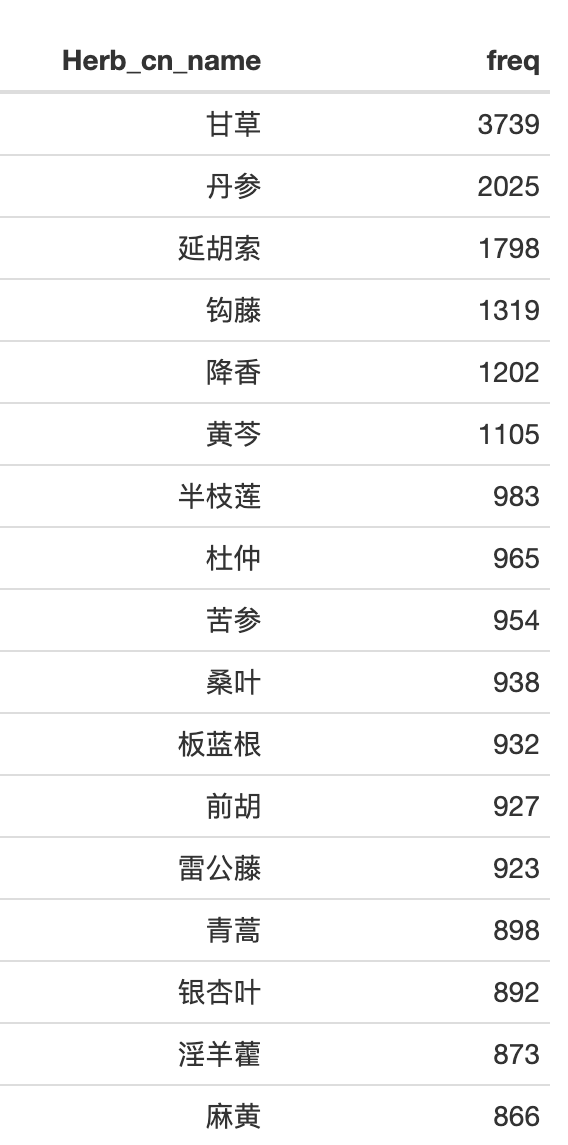 Herb_cn_name freq
甘草 3739
丹参 2025
延胡索 1798
钩藤 1319
降香 1202
黄芩 1105
半枝莲 983
杜仲 965
苦参 954
桑叶 938
板蓝根 932
前胡 927
雷公藤 923
青蒿 898
银杏叶 892
淫羊藿 873
麻黄 866